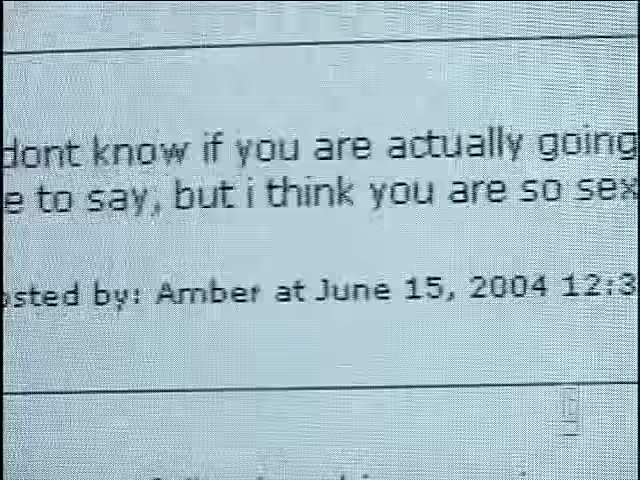 dont know if you are actually going
e to say, but i think you are so sex
osted by: Amber at June 15, 2004 12:3